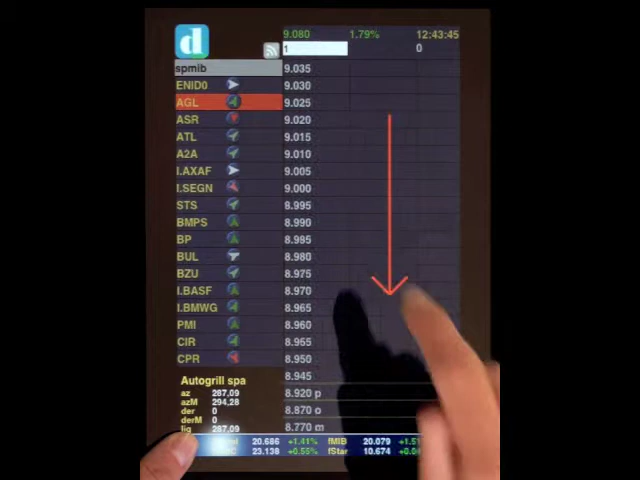 d 9.080 1.79% 12:43:45
1 0
spmib 9.035
ENID0 9.030
AGL 9.025
ASR 9.020
ATL 9.015
A2A 9.010
I.AXAF 9.005
I.SEGN 9.000
STS 8.995
BMPS 8.990
BP 8.985
BUL 8.980
BZU 8.975
I.BASF 8.970
I.BMWG 8.965
PMI 8.960
CIR 8.955
CPR 8.950
8.945
Autogrill spa
az 287,09 8.920 p
azM 294,28
der 0 8.870 o
derM 0
liq 287,09 8.770 m
20.686 +1.41% fMIB 20.079
23.138 +0.55% fStar 10.674